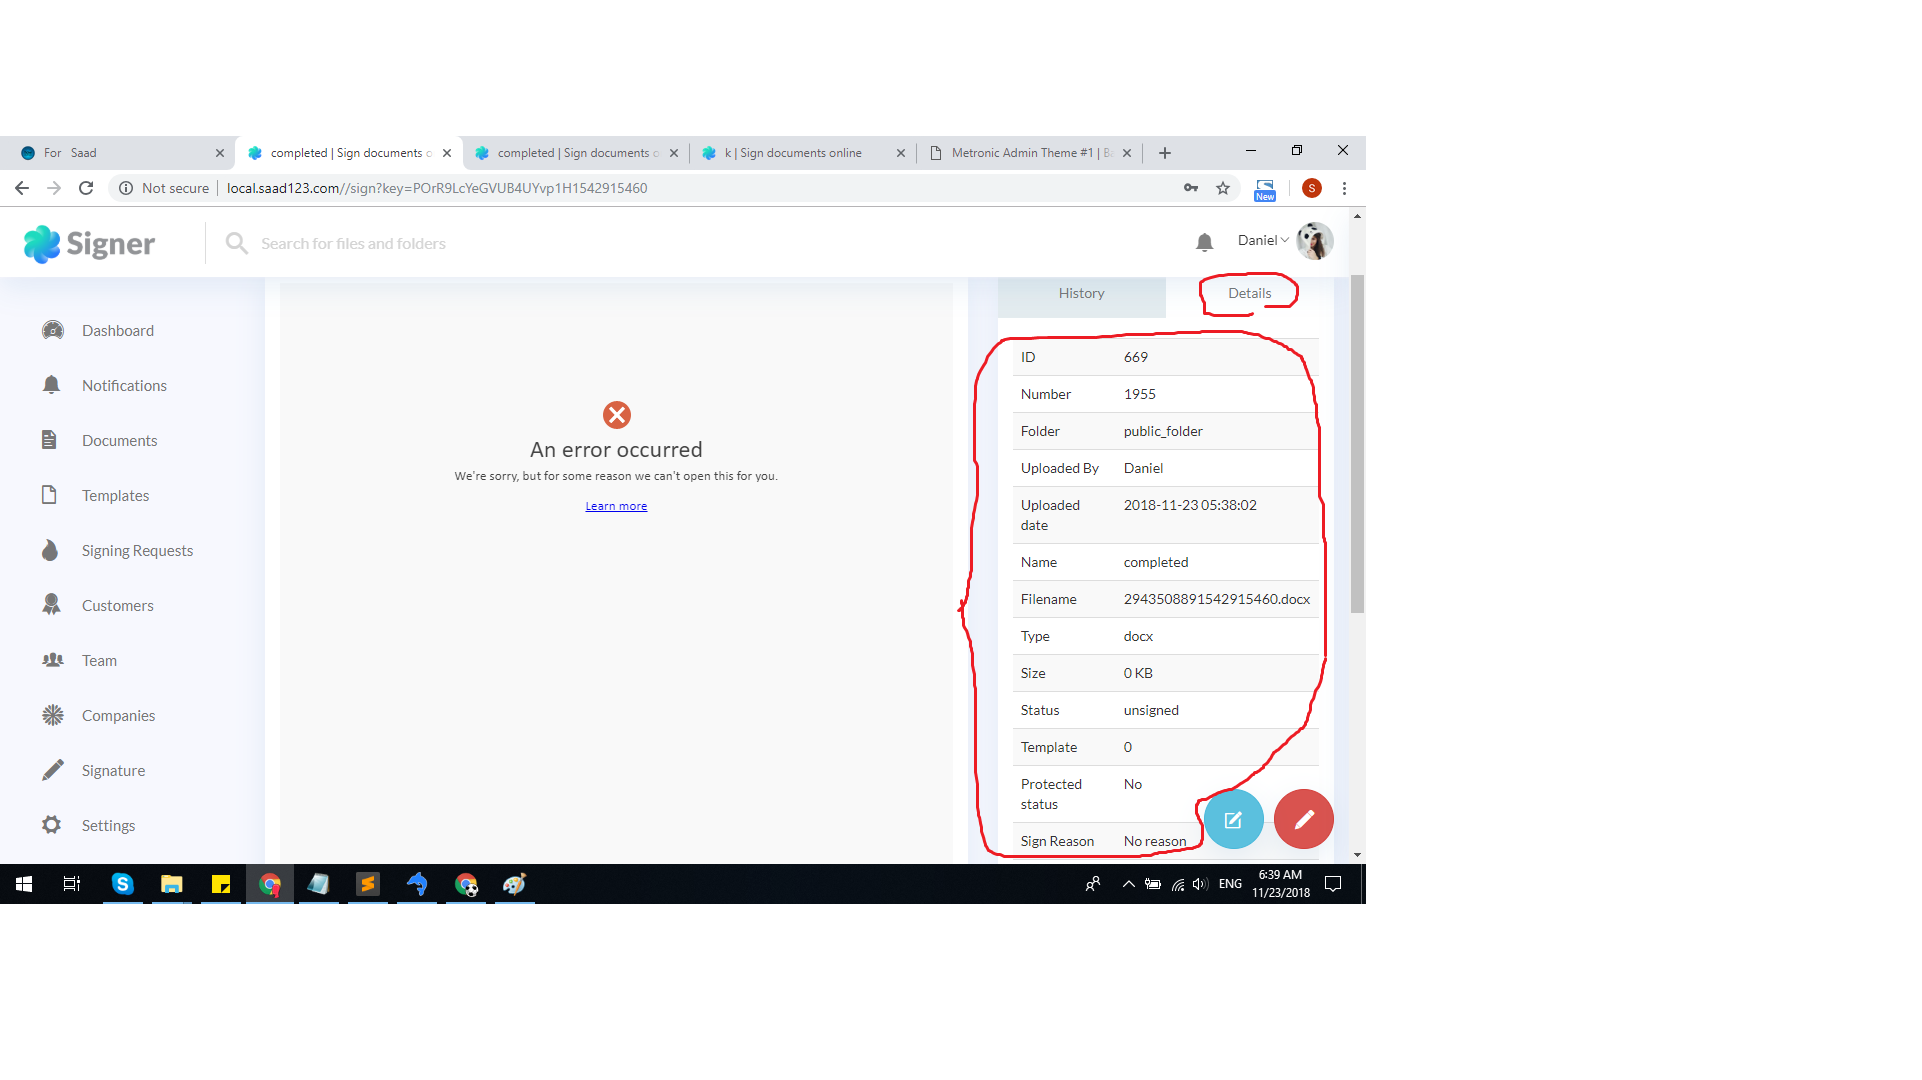 For Saad
completed | Sign documents o
completed | Sign documents o
k | Sign documents online
Metronic Admin Theme #1 | Ba
Not secure
local.saad123.com//sign?key=POrR9LcYeGVUB4UYvp1H1542915460
New
S
Signer
Search for files and folders
Daniel
Dashboard
Notifications
Documents
Templates
Signing Requests
Customers
Team
Companies
Signature
Settings
An error occurred
We're sorry, but for some reason we can't open this for you.
Learn more
History
Details
ID 669
Number 1955
Folder public_folder
Uploaded By Daniel
Uploaded 2018-11-23 05:38:02
date
Name completed
Filename 2943508891542915460.docx
Type docx
Size 0 KB
Status unsigned
Template 0
Protected No
status
Sign Reason No reason
ENG
6:39 AM
11/23/2018